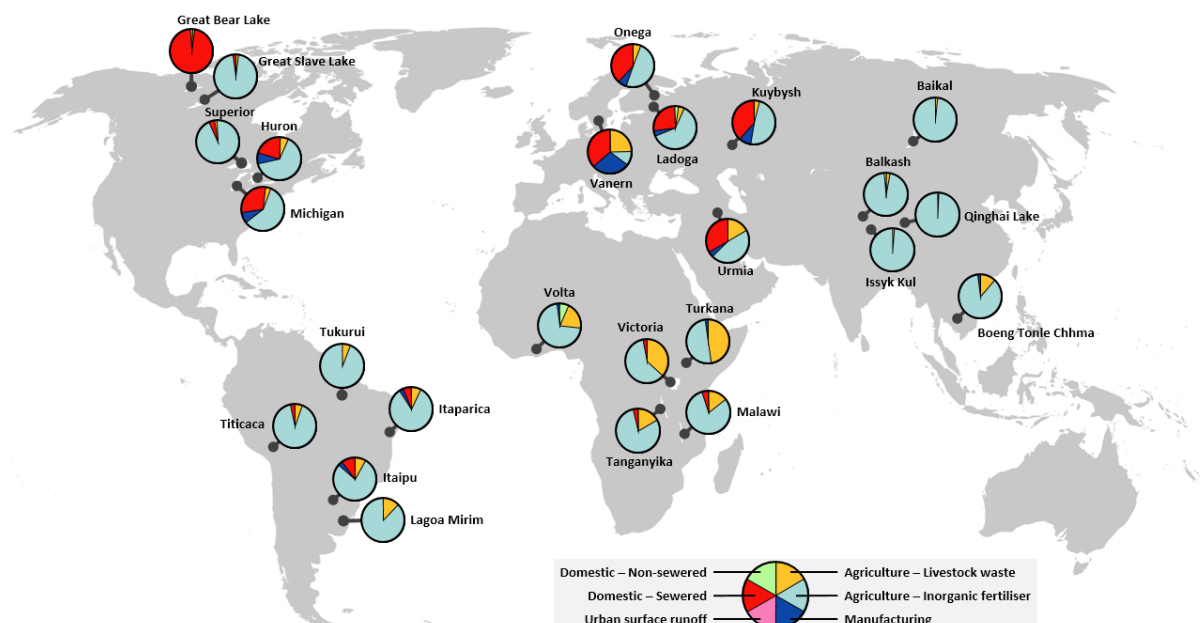 Great Bear Lake
Great Slave Lake
Superior
Huron
Michigan
Onega
Ladoga
Vanern
Kuybysh
Baikal
Balkash
Qinghai Lake
Issyk Kul
Urmia
Boeng Tonle Chhma
Volta
Victoria
Turkana
Tanganyika
Malawi
Tukurui
Itaparica
Titicaca
Itaipu
Lagoa Mirim
Domestic – Non-sewered
Agriculture – Livestock waste
Domestic – Sewered
Agriculture – Inorganic fertiliser
Urban surface runoff
Manufacturing